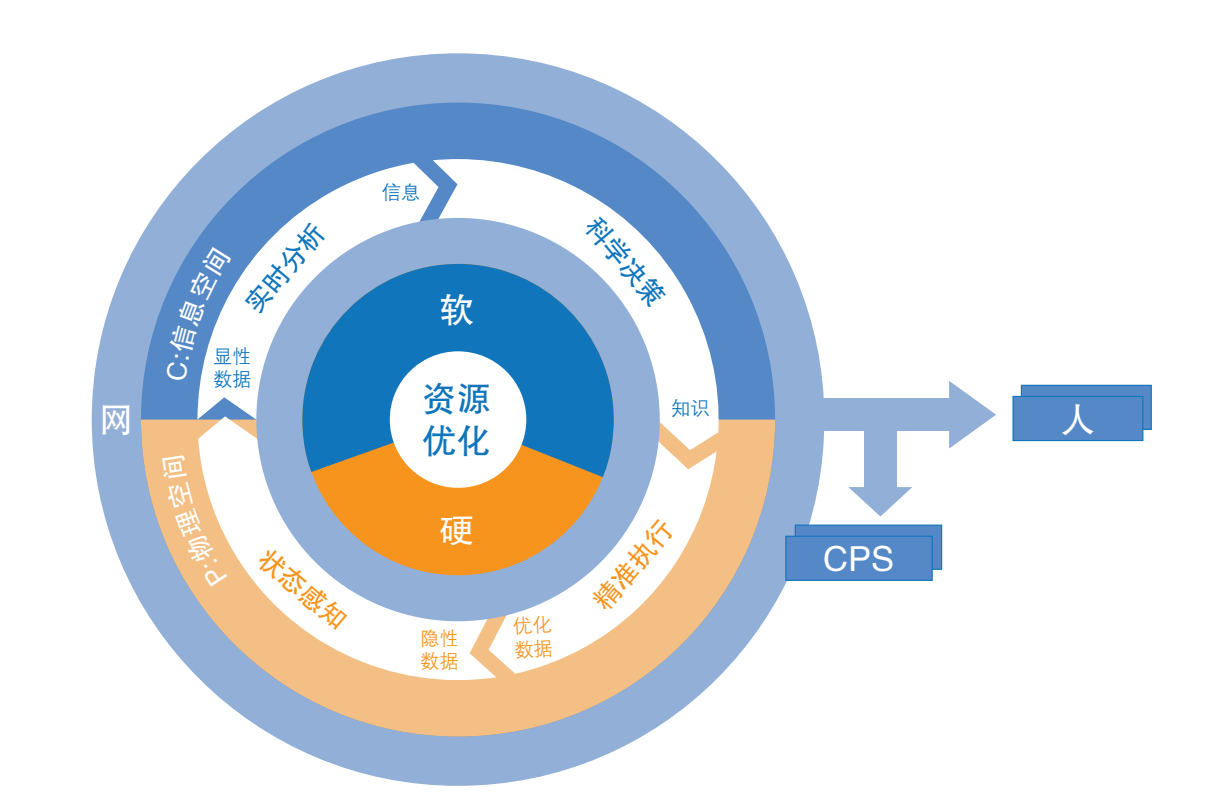 信息
实时分析
科学决策
C:信息空间
显性
数据
软
资源
优化
知识
网
人
P:物理空间
硬
状态感知
精准执行
隐性
数据
优化
数据
CPS